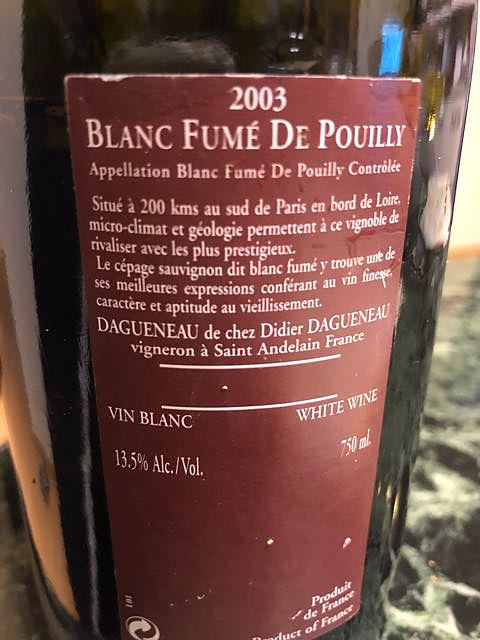 2003
BLANC FUMÉ DE POUILLY
Appellation Blanc Fumé De Pouilly Contrôlée
Situé à 200 kms au sud de Paris en bord de Loire,
micro-climat et géologie permettent à ce vignoble de
rivaliser avec les plus prestigieux.
Le cépage sauvignon dit blanc fumé y trouve une de
ses meilleures expressions conférant au vin finesse,
caractère et aptitude au vieillissement.
DAGUENEAU de chez Didier DAGUENEAU
vigneron à Saint Andelain France
VIN BLANC
WHITE WINE
13.5% Alc./Vol.
750 ml.
101
Produit
de France
Product of France